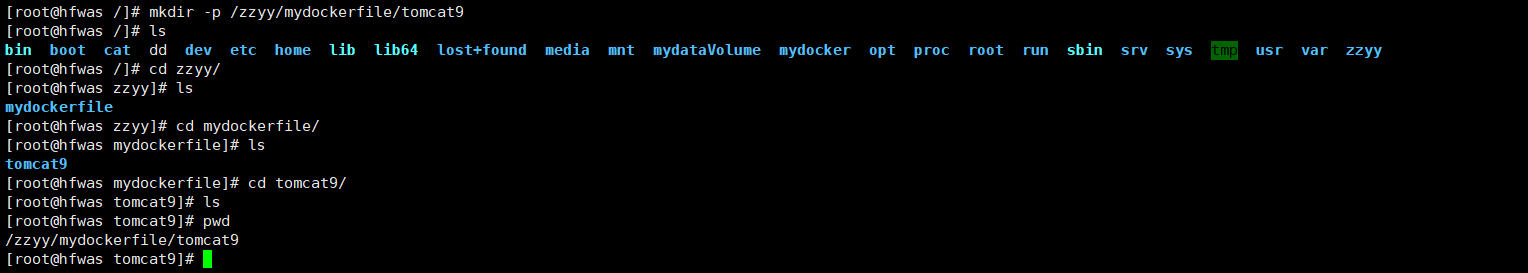 [root@hfwas /]# mkdir -p /zzyy/mydockerfile/tomcat9
[root@hfwas /]# ls
bin boot cat dd dev etc home lib lib64 lost+found media mnt mydataVolume mydocker opt proc root run sbin srv sys tmp usr var zzyy
[root@hfwas /]# cd zzyy/
[root@hfwas zzyy]# ls
mydockerfile
[root@hfwas zzyy]# cd mydockerfile/
[root@hfwas mydockerfile]# ls
tomcat9
[root@hfwas mydockerfile]# cd tomcat9/
[root@hfwas tomcat9]# ls
[root@hfwas tomcat9]# pwd
/zzyy/mydockerfile/tomcat9
[root@hfwas tomcat9]#